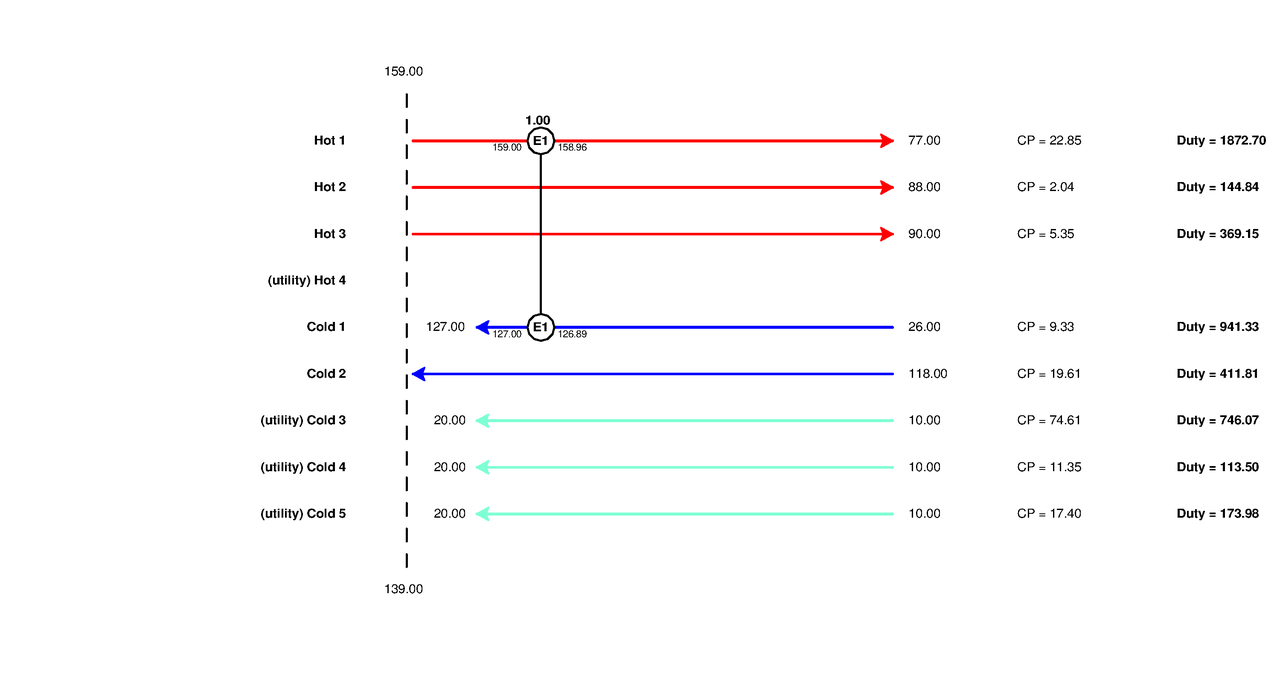 159.00
1.00
Hot 1 E1 159.00 158.96 77.00 CP = 22.85 Duty = 1872.70
Hot 2 88.00 CP = 2.04 Duty = 144.84
Hot 3 90.00 CP = 5.35 Duty = 369.15
(utility) Hot 4
Cold 1 127.00 127.00 E1 126.89 26.00 CP = 9.33 Duty = 941.33
Cold 2 118.00 CP = 19.61 Duty = 411.81
(utility) Cold 3 20.00 10.00 CP = 74.61 Duty = 746.07
(utility) Cold 4 20.00 10.00 CP = 11.35 Duty = 113.50
(utility) Cold 5 20.00 10.00 CP = 17.40 Duty = 173.98
139.00